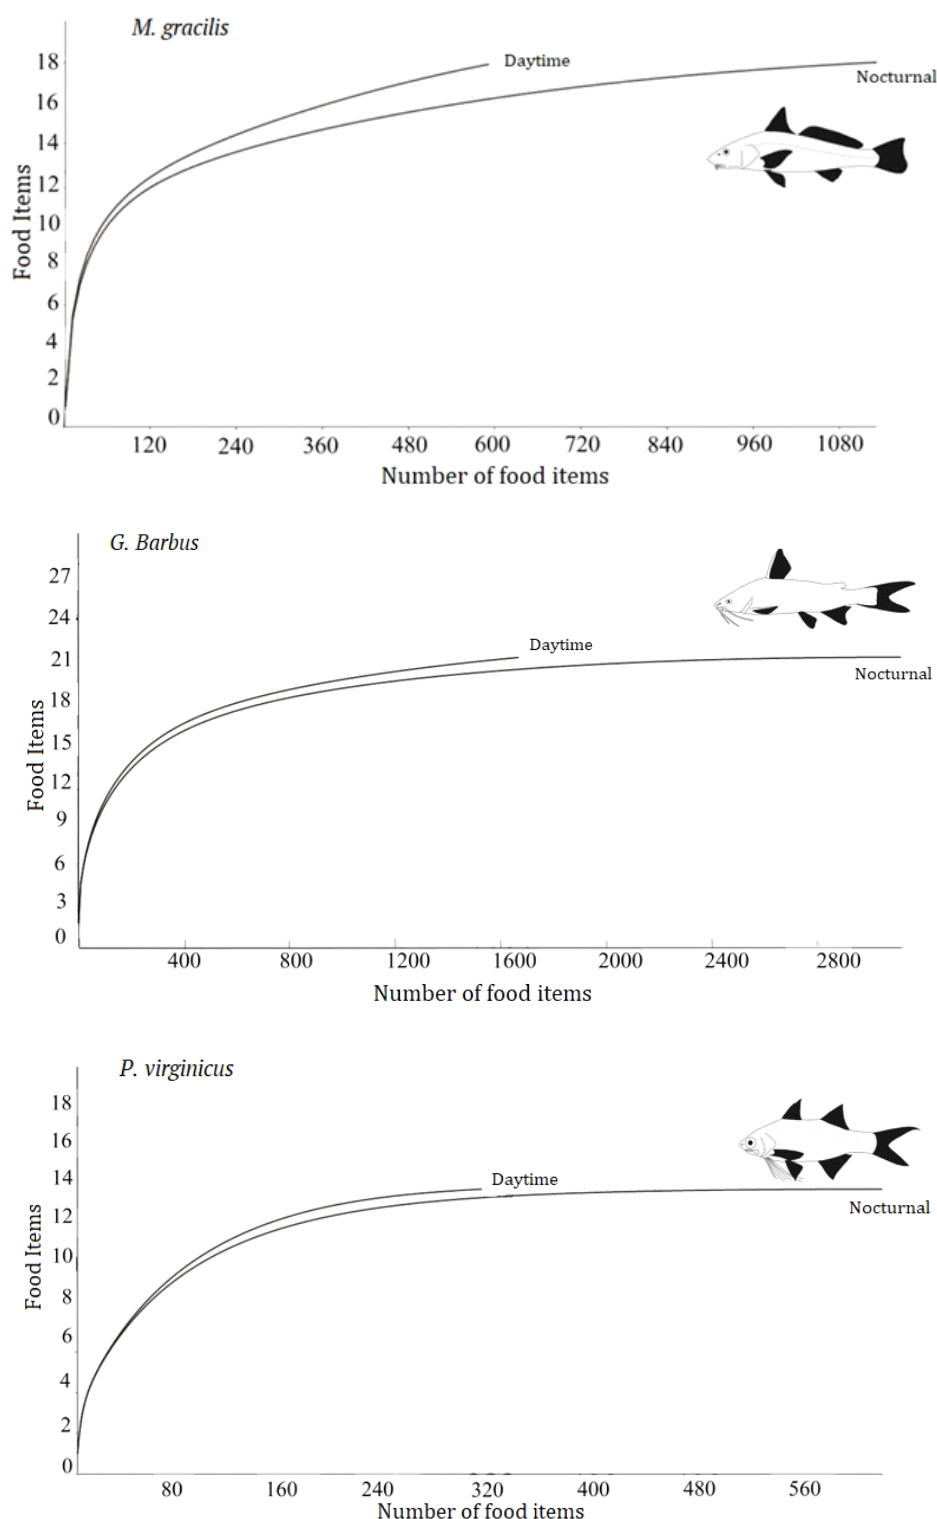 M. gracilis
18
16
14
12
10
8
6
4
2
0
Food Items
Daytime
Nocturnal
120 240 360 480 600 720 840 960 1080
Number of food items
G. Barbus
27
24
21
18
15
12
9
6
3
0
Food Items
Daytime
Nocturnal
400 800 1200 1600 2000 2400 2800
Number of food items
P. virginicus
18
16
14
12
10
8
6
4
2
0
Food Items
Daytime
Nocturnal
80 160 240 320 400 480 560
Number of food items